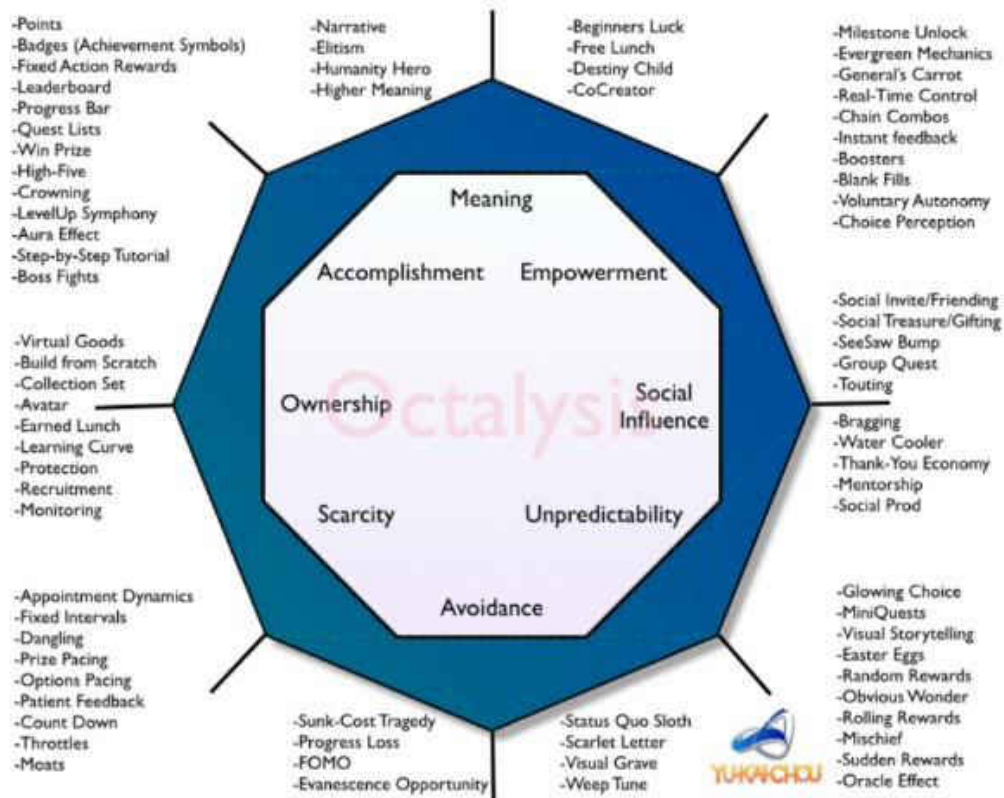 -Points
-Badges (Achievement Symbols)
-Fixed Action Rewards
-Leaderboard
-Progress Bar
-Quest Lists
-Win Prize
-High-Five
-Crowning
-LevelUp Symphony
-Aura Effect
-Step-by-Step Tutorial
-Boss Fights
-Narrative
-Elitism
-Humanity Hero
-Higher Meaning
-Beginners Luck
-Free Lunch
-Destiny Child
-CoCreator
-Milestone Unlock
-Evergreen Mechanics
-General's Carrot
-Real-Time Control
-Chain Combos
-Instant feedback
-Boosters
-Blank Fills
-Voluntary Autonomy
-Choice Perception
Meaning
Accomplishment
Empowerment
Ownership
Octalysis
Social
Influence
Scarcity
Unpredictability
Avoidance
-Virtual Goods
-Build from Scratch
-Collection Set
-Avatar
-Earned Lunch
-Learning Curve
-Protection
-Recruitment
-Monitoring
-Social Invite/Friending
-Social Treasure/Gifting
-SeeSaw Bump
-Group Quest
-Touting
-Bragging
-Water Cooler
-Thank-You Economy
-Mentorship
-Social Prod
-Appointment Dynamics
-Fixed Intervals
-Dangling
-Prize Pacing
-Options Pacing
-Patient Feedback
-Count Down
-Throttles
-Moats
-Sunk-Cost Tragedy
-Progress Loss
-FOMO
-Evanescence Opportunity
-Status Quo Sloth
-Scarlet Letter
-Visual Grave
-Weep Tune
YU-KAI CHOU
-Glowing Choice
-MiniQuests
-Visual Storytelling
-Easter Eggs
-Random Rewards
-Obvious Wonder
-Rolling Rewards
-Mischief
-Sudden Rewards
-Oracle Effect